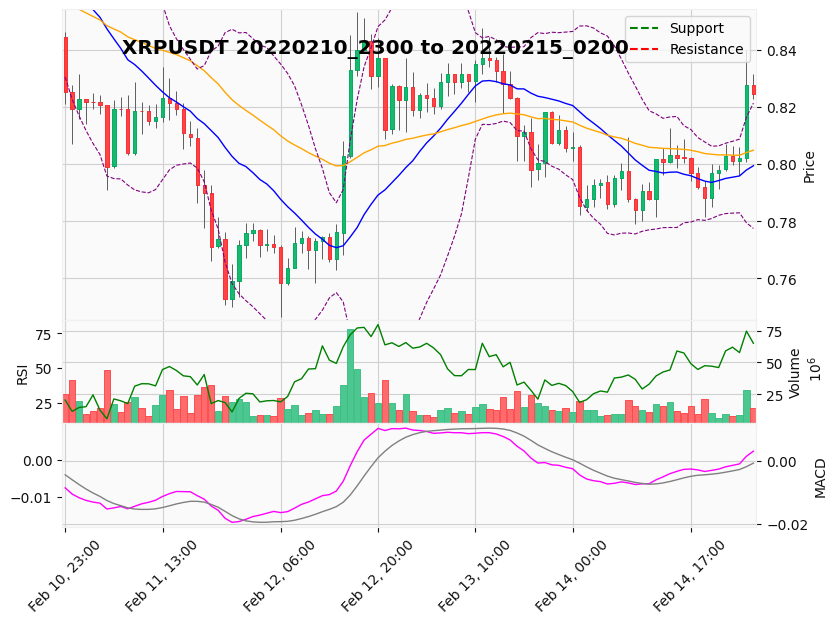 XRPUSDT 20220210_2300 to 20220215_0200
Support
Resistance
0.84
0.82
0.80
0.78
0.76
Price
75
50
25
RSI
75
50
25
Volume
10^6
0.00
−0.01
0.00
−0.02
MACD
Feb 10, 23:00
Feb 11, 13:00
Feb 12, 06:00
Feb 12, 20:00
Feb 13, 10:00
Feb 14, 00:00
Feb 14, 17:00